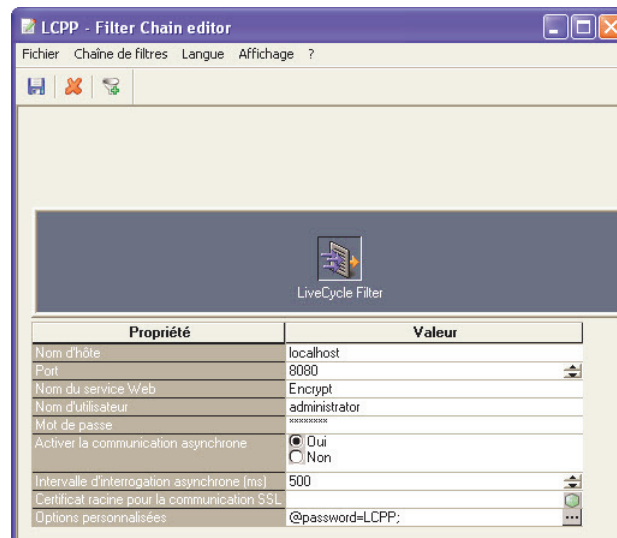 LCPP - Filter Chain editor
Fichier Chaîne de filtres Langue Affichage ?
LiveCycle Filter
Propriété Valeur
Nom d'hôte localhost
Port 8080
Nom du service Web Encrypt
Nom d'utilisateur administrator
Mot de passe ××××××××
Activer la communication asynchrone Oui
Non
Intervalle d'interrogation asynchrone (ms) 500
Certificat racine pour la communication SSL
Options personnalisées @password=LCPP; ...